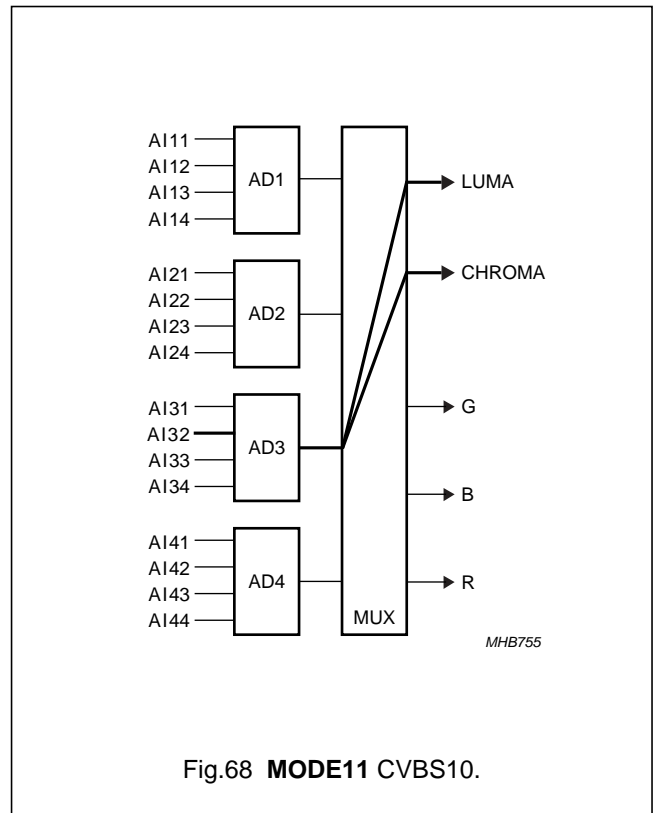 AI11
AI12
AI13
AI14
AD1
AI21
AI22
AI23
AI24
AD2
AI31
AI32
AI33
AI34
AD3
AI41
AI42
AI43
AI44
AD4
MUX
LUMA
CHROMA
G
B
R
MHB755
Fig.68 MODE11 CVBS10.